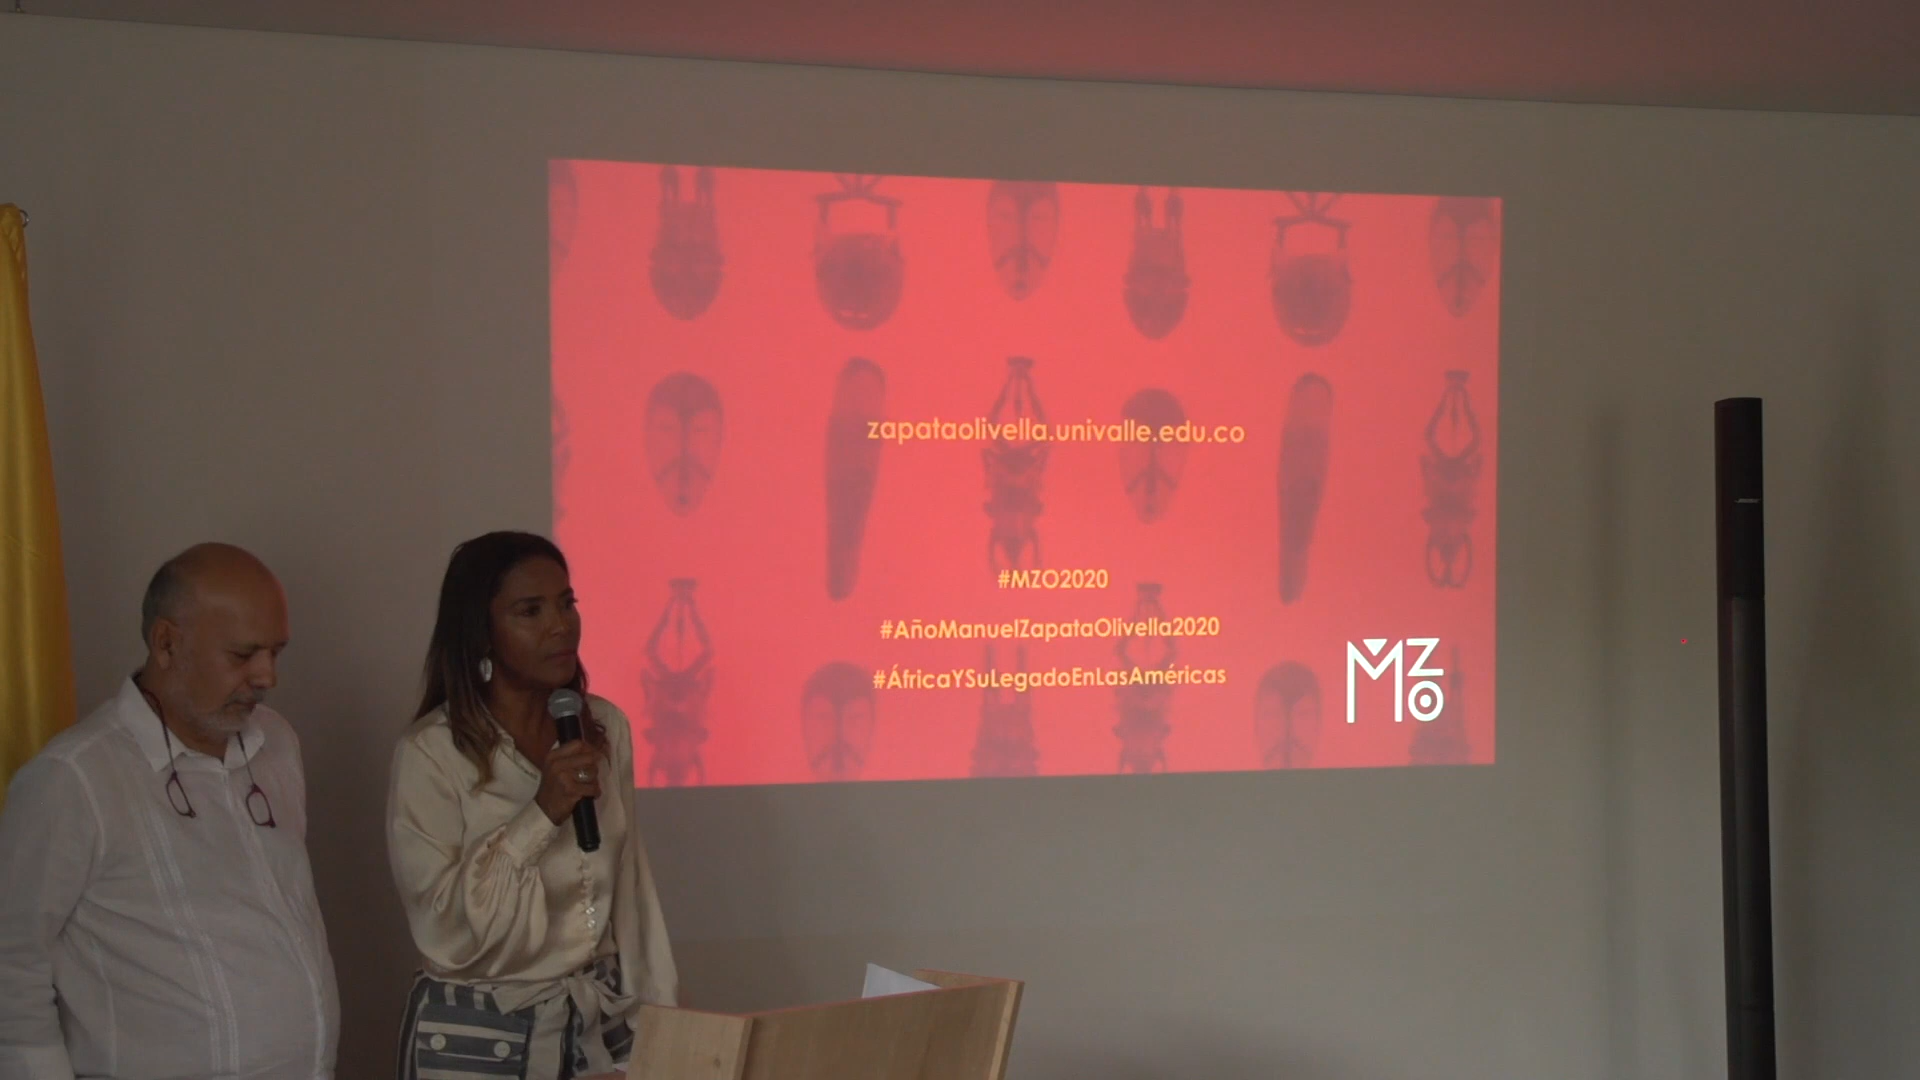 zapataolivella.univalle.edu.co
#MZO2020
#AñoManuelZapataOlivella2020
#ÁfricaYSuLegadoEnLasAméricas
MZO